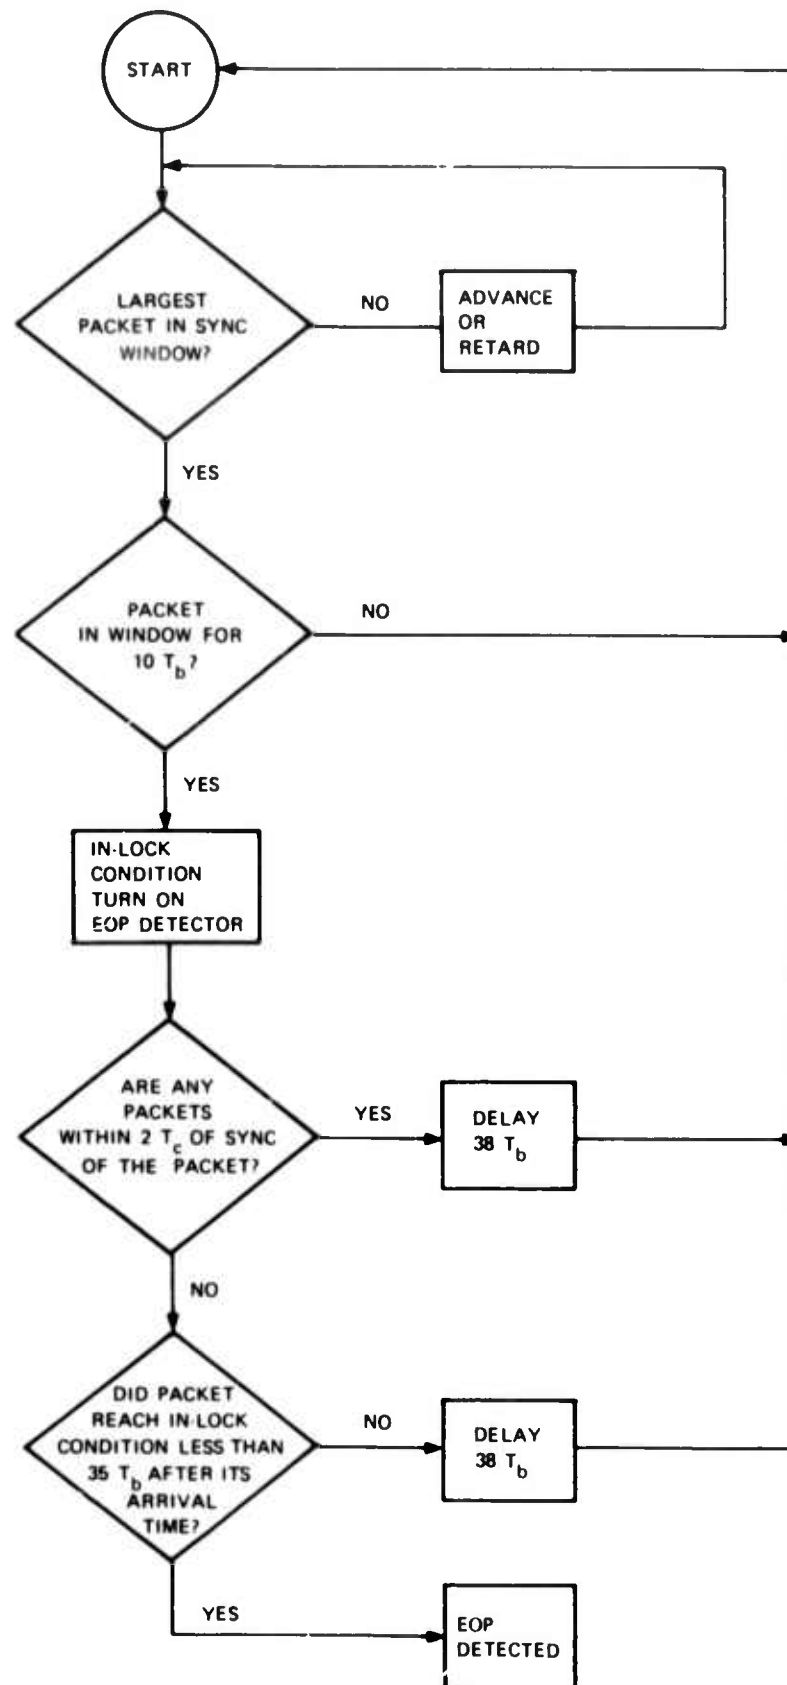 START
LARGEST
PACKET IN SYNC
WINDOW?
NO
ADVANCE
OR
RETARD
YES
PACKET
IN WINDOW FOR
10 T_b?
NO
YES
IN-LOCK
CONDITION
TURN ON
EOP DETECTOR
ARE ANY
PACKETS
WITHIN 2 T_c OF SYNC
OF THE PACKET?
YES
DELAY
38 T_b
NO
DID PACKET
REACH IN-LOCK
CONDITION LESS THAN
35 T_b AFTER ITS
ARRIVAL
TIME?
NO
DELAY
38 T_b
YES
EOP
DETECTED